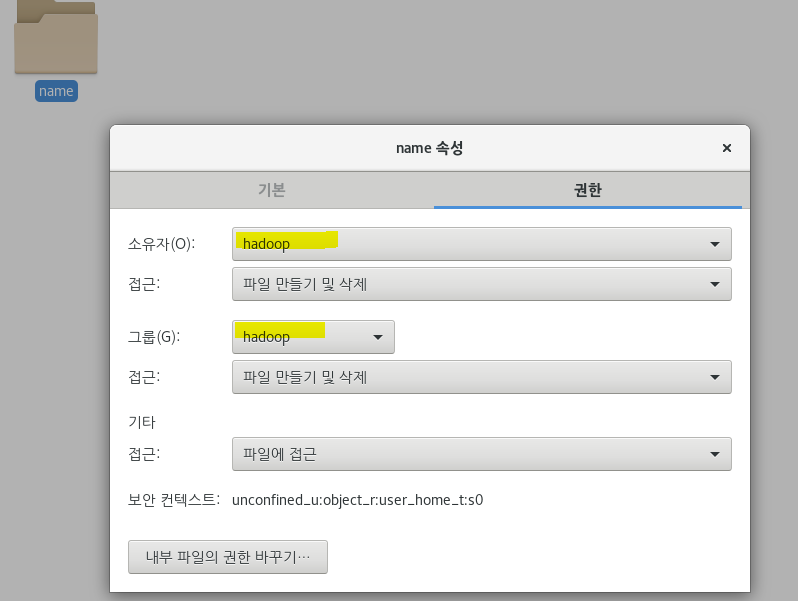 name
name 속성
기본
권한
소유자(O):
hadoop
접근:
파일 만들기 및 삭제
그룹(G):
hadoop
접근:
파일 만들기 및 삭제
기타
접근:
파일에 접근
보안 컨텍스트: unconfined_u:object_r:user_home_t:s0
내부 파일의 권한 바꾸기…